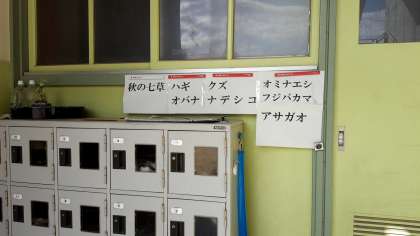 秋の七草
ハギ
オバナ
クズ
ナデシコ
オミナエシ
フジバカマ
アサガオ